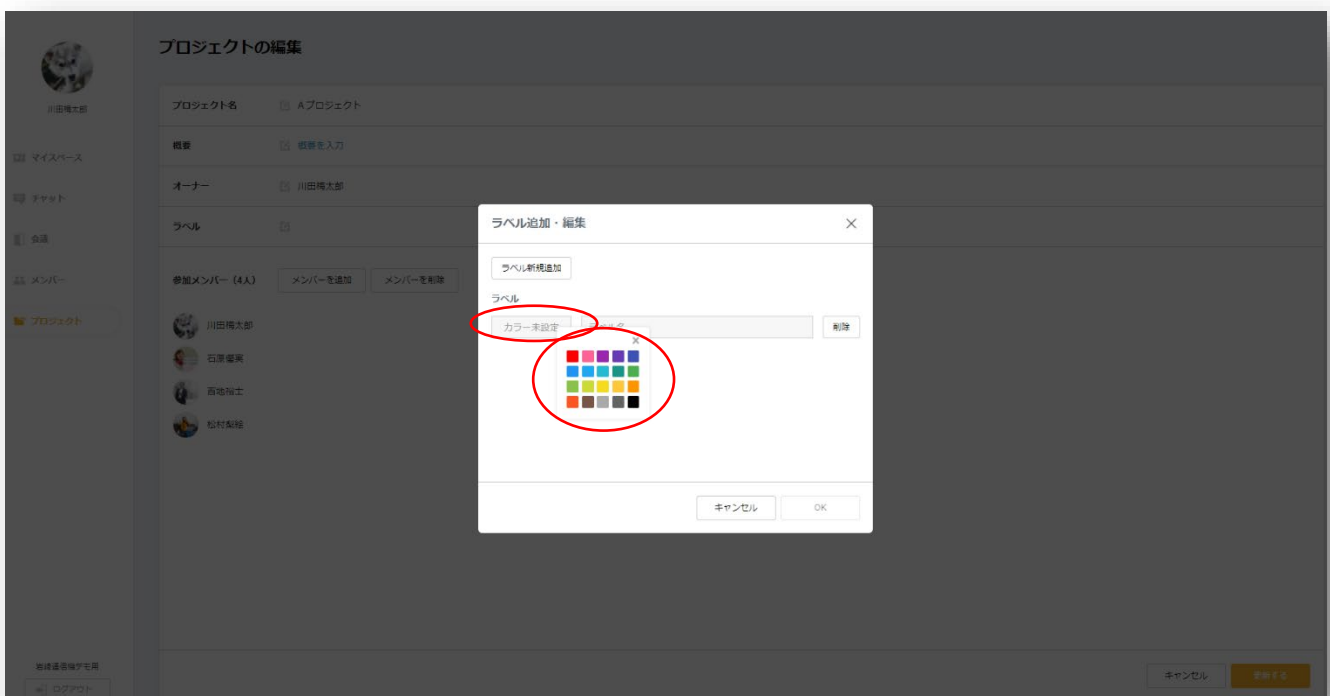 プロジェクトの編集
プロジェクト名 Aプロジェクト
概要 概要を入力
オーナー 川田権太郎
ラベル
参加メンバー（4人） メンバーを追加 メンバーを削除
川田権太郎
石原優実
百地裕士
松村梨絵
川田権太郎
マイスペース
チャット
会議
メンバー
プロジェクト
ログアウト
ラベル追加・編集
ラベル新規追加
ラベル
カラー未設定
削除
キャンセル OK
キャンセル 更新する